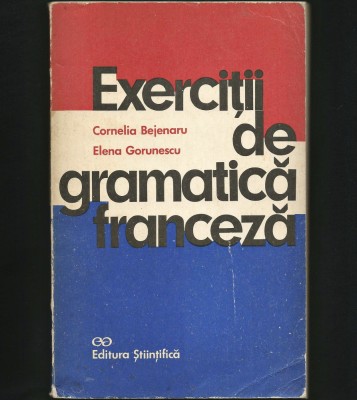 Exerciții
Cornelia Bejenaru
Elena Gorunescu
de
gramatică
franceză
Editura Științifică